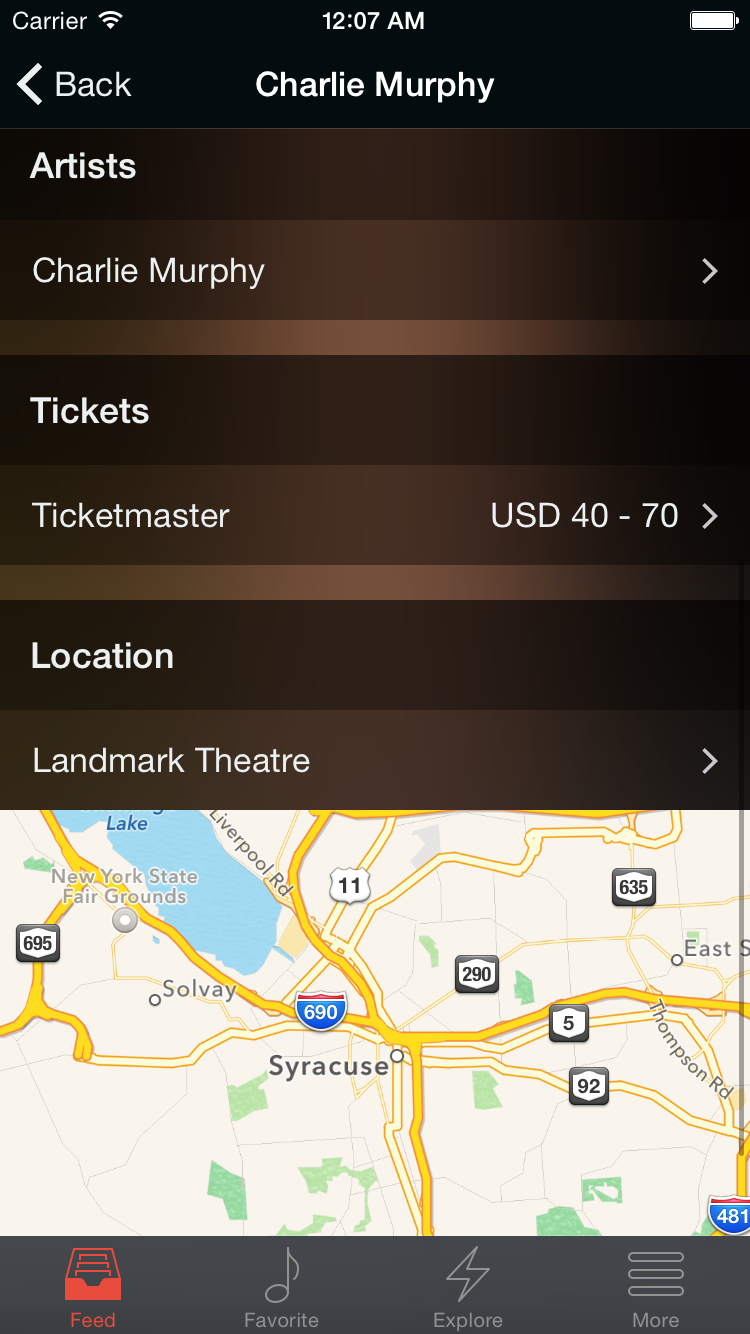 Carrier 12:07 AM
Back Charlie Murphy
Artists
Charlie Murphy
Tickets
Ticketmaster USD 40 - 70
Location
Landmark Theatre
Lake
Liverpool Rd
New York State
Fair Grounds
11
635
695
East S
290
Solvay
690
5
Thompson Rd
Syracuse
92
481
Feed Favorite Explore More